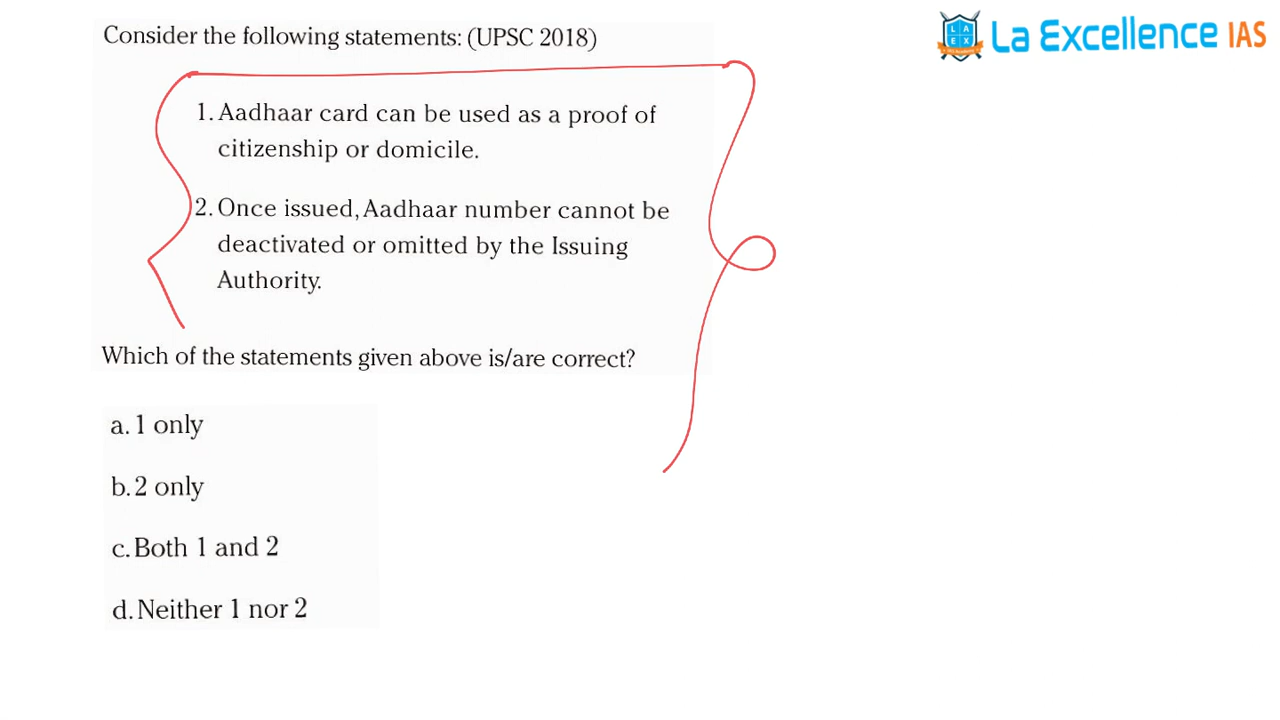 Consider the following statements: (UPSC 2018)
La Excellence IAS
1. Aadhaar card can be used as a proof of
citizenship or domicile.
2. Once issued, Aadhaar number cannot be
deactivated or omitted by the Issuing
Authority.
Which of the statements given above is/are correct?
a. 1 only
b. 2 only
c. Both 1 and 2
d. Neither 1 nor 2